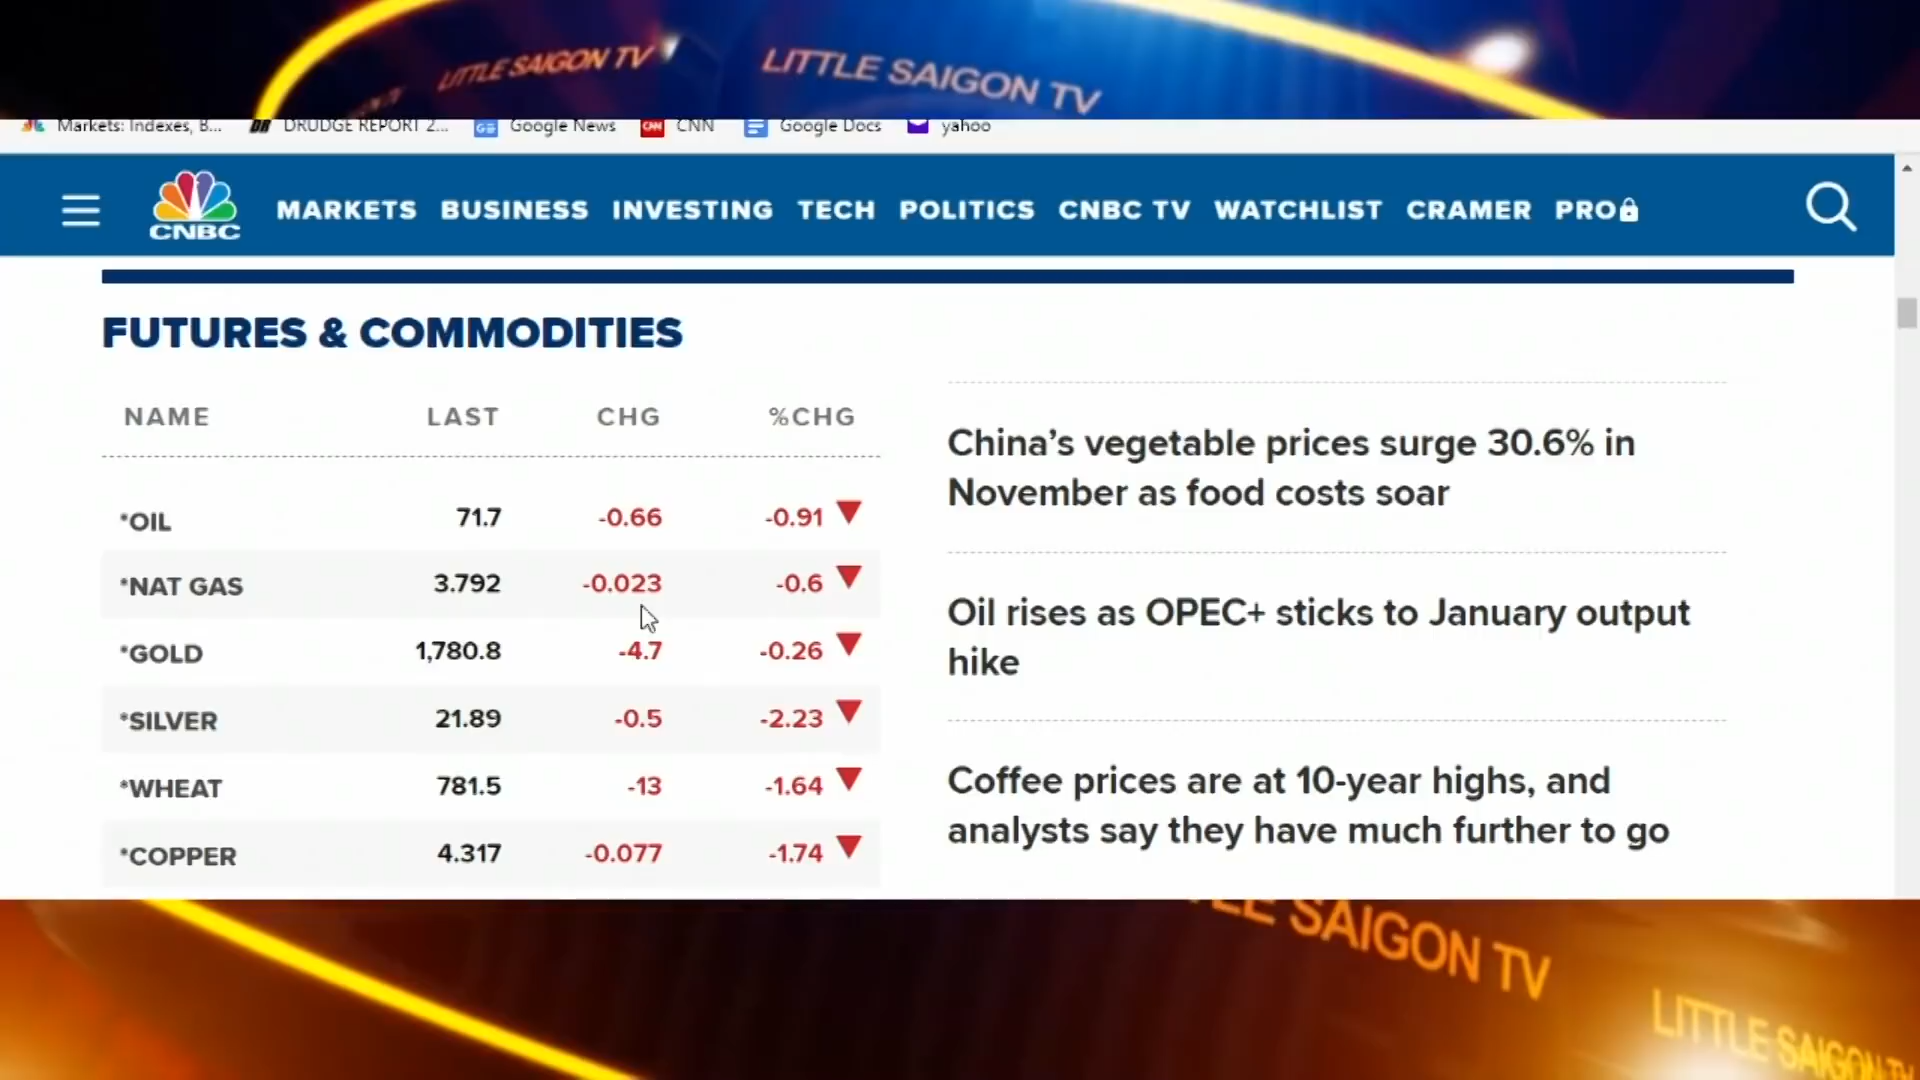 LITTLE SAIGON TV
LITTLE SAIGON TV
Markets: Indexes, B... DRUDGE REPORT 2... Google News CNN Google Docs yahoo
CNBC MARKETS BUSINESS INVESTING TECH POLITICS CNBC TV WATCHLIST CRAMER PRO
FUTURES & COMMODITIES
NAME LAST CHG %CHG
*OIL 71.7 -0.66 -0.91
*NAT GAS 3.792 -0.023 -0.6
*GOLD 1,780.8 -4.7 -0.26
*SILVER 21.89 -0.5 -2.23
*WHEAT 781.5 -13 -1.64
*COPPER 4.317 -0.077 -1.74
China’s vegetable prices surge 30.6% in
November as food costs soar
Oil rises as OPEC+ sticks to January output
hike
Coffee prices are at 10-year highs, and
analysts say they have much further to go
SAIGON TV
LITTLE SAIGON TV